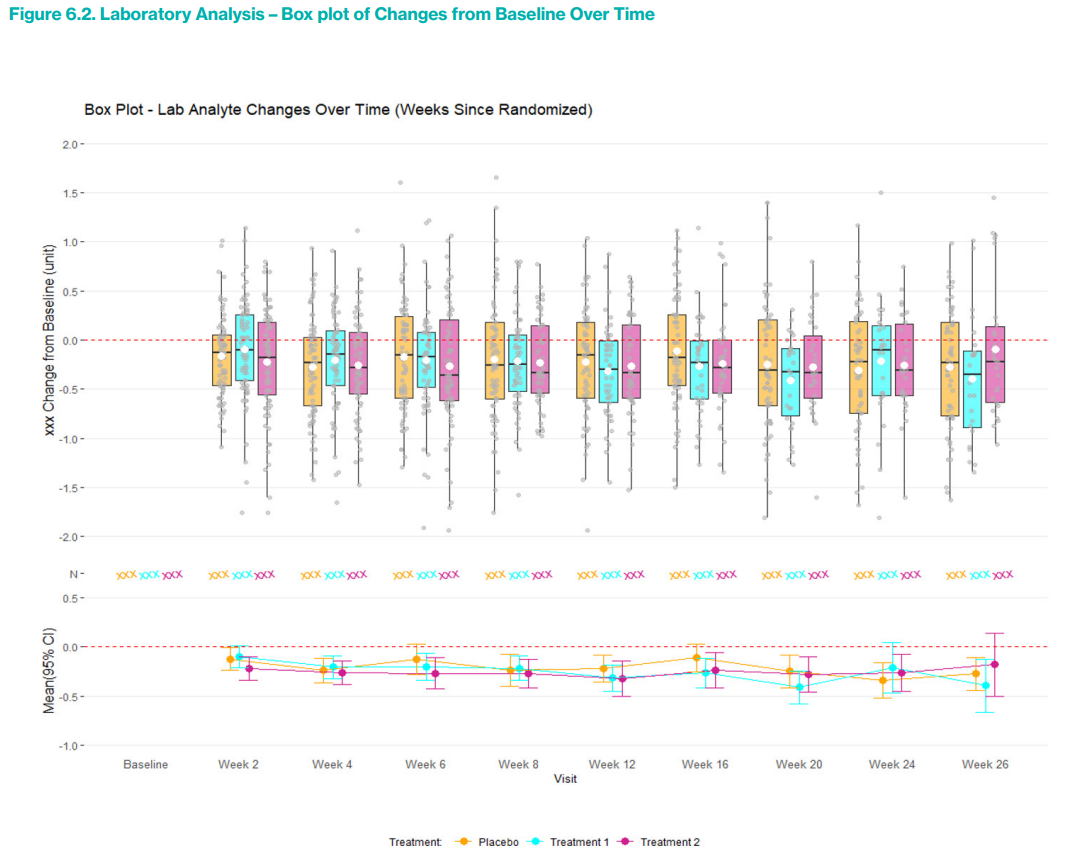 Figure 6.2. Laboratory Analysis – Box plot of Changes from Baseline Over Time
Box Plot - Lab Analyte Changes Over Time (Weeks Since Randomized)
xxx Change from Baseline (unit)
2.0
1.5
1.0
0.5
0.0
-0.5
-1.0
-1.5
-2.0
N XXX XXX XXX XXX XXX XXX XXX XXX XXX XXX XXX XXX XXX XXX XXX XXX XXX XXX XXX XXX XXX XXX XXX XXX XXX XXX XXX XXX XXX XXX
Mean(95% CI)
0.5
0.0
-0.5
-1.0
Baseline Week 2 Week 4 Week 6 Week 8 Week 12 Week 16 Week 20 Week 24 Week 26
Visit
Treatment: Placebo Treatment 1 Treatment 2